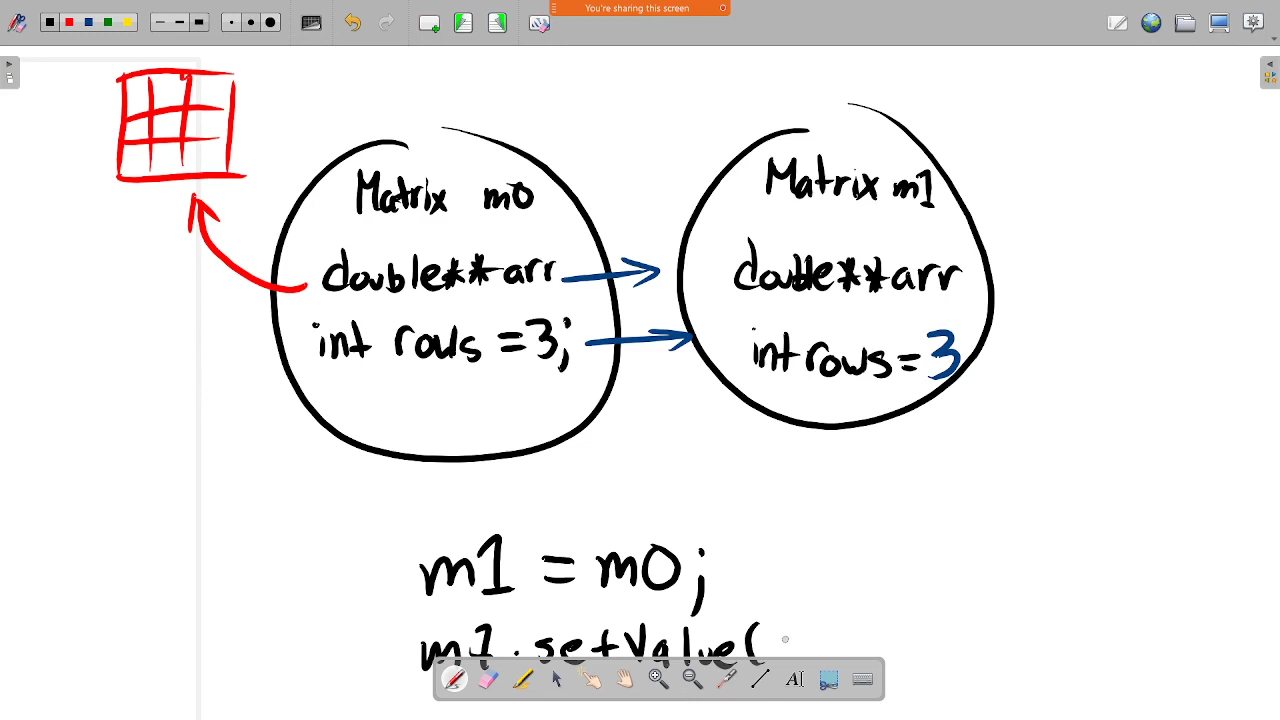 You're sharing this screen
Matrix m0
double**arr
int rows =3;
Matrix m1
double**arr
int rows = 3
m1 = m0;
m1.setValue(